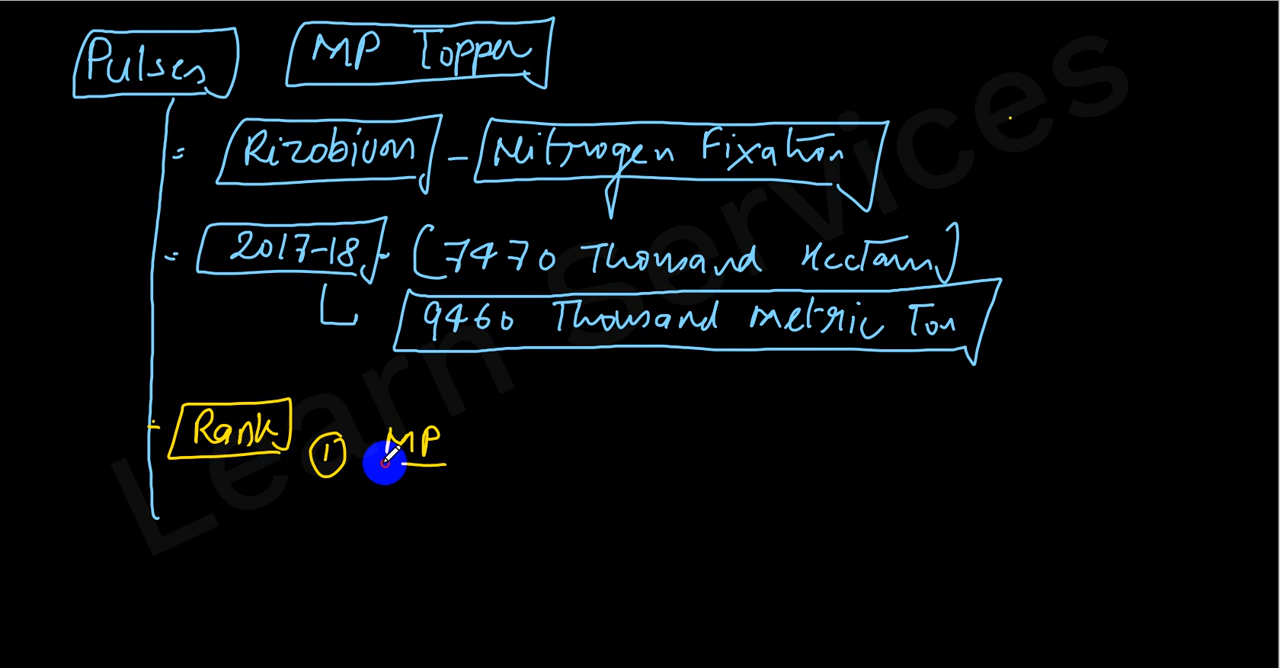 Pulses MP Topper
= Rizobium - Nitrogen Fixation
= 2017-18 - (7470 Thousand Hectare)
9460 Thousand Metric Ton
- Rank ① MP
Learn Services